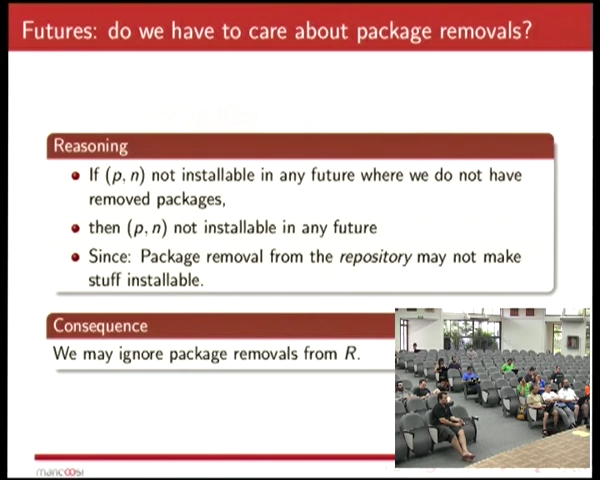 Futures: do we have to care about package removals?
Reasoning
If (p, n) not installable in any future where we do not have
removed packages,
then (p, n) not installable in any future
Since: Package removal from the repository may not make
stuff installable.
Consequence
We may ignore package removals from R.
mancoosi